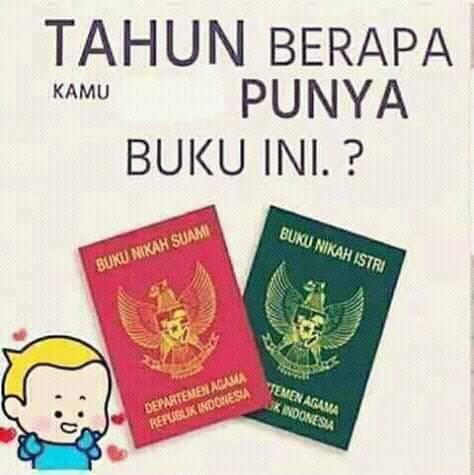 TAHUN BERAPA
KAMU PUNYA
BUKU INI. ?
BUKU NIKAH SUAMI
DEPARTEMEN AGAMA
REPUBLIK INDONESIA
BUKU NIKAH ISTRI
TEMEN AGAMA
IK INDONESIA